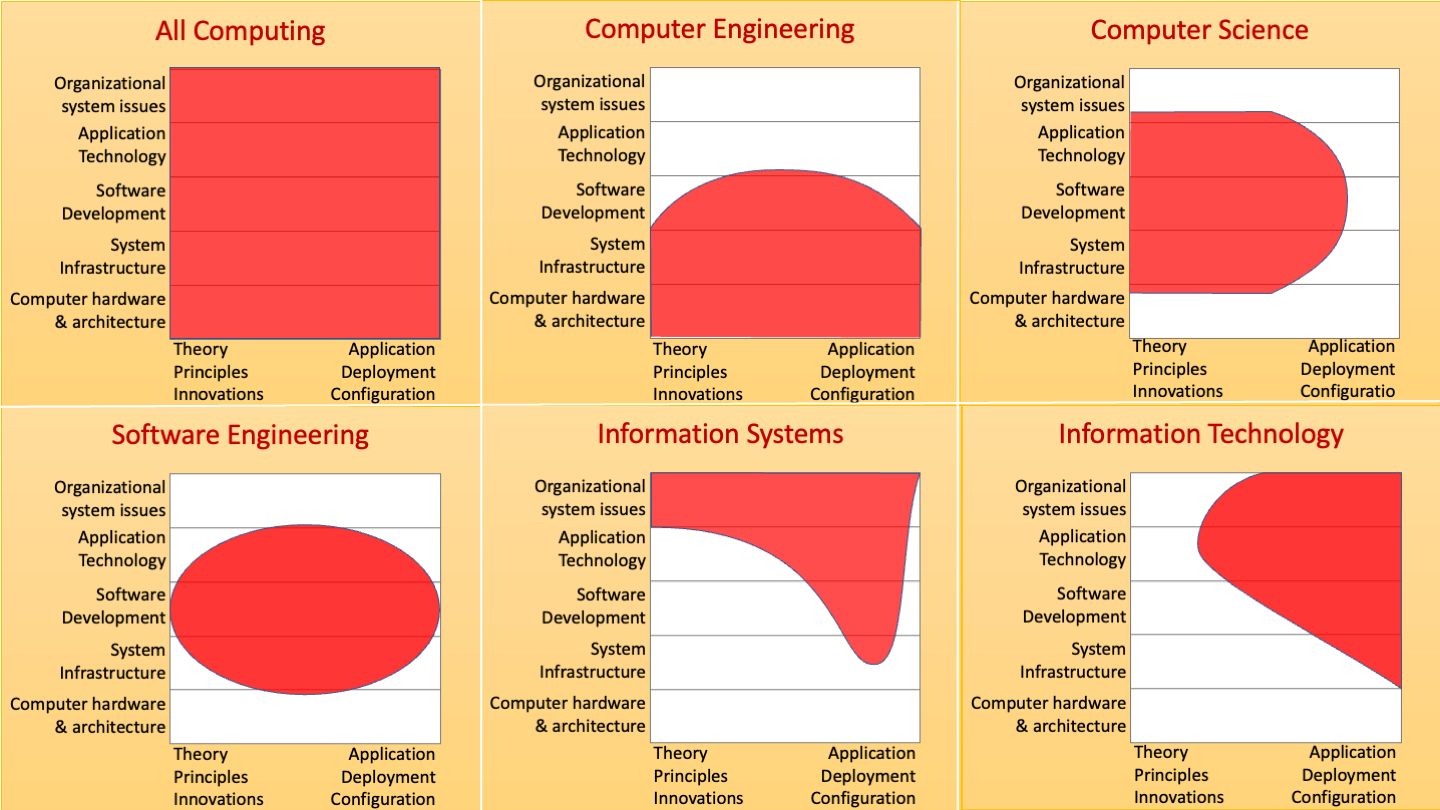 All Computing
Organizational
system issues
Application
Technology
Software
Development
System
Infrastructure
Computer hardware
& architecture
Theory Application
Principles Deployment
Innovations Configuration
Computer Engineering
Organizational
system issues
Application
Technology
Software
Development
System
Infrastructure
Computer hardware
& architecture
Theory Application
Principles Deployment
Innovations Configuration
Computer Science
Organizational
system issues
Application
Technology
Software
Development
System
Infrastructure
Computer hardware
& architecture
Theory Application
Principles Deployment
Innovations Configuratio
Software Engineering
Organizational
system issues
Application
Technology
Software
Development
System
Infrastructure
Computer hardware
& architecture
Theory Application
Principles Deployment
Innovations Configuration
Information Systems
Organizational
system issues
Application
Technology
Software
Development
System
Infrastructure
Computer hardware
& architecture
Theory Application
Principles Deployment
Innovations Configuration
Information Technology
Organizational
system issues
Application
Technology
Software
Development
System
Infrastructure
Computer hardware
& architecture
Theory Application
Principles Deployment
Innovations Configuration